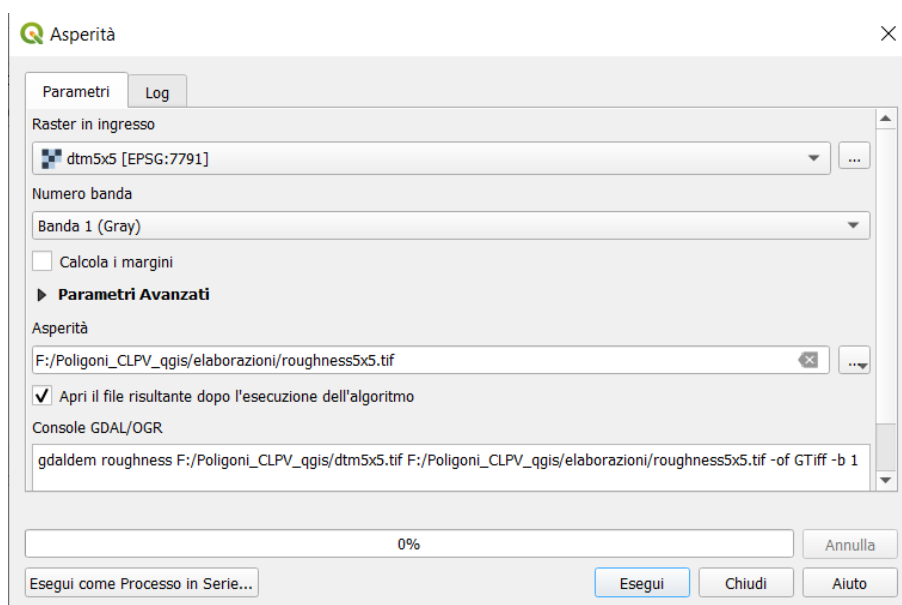 Asperità
Parametri
Log
Raster in ingresso
dtm5x5 [EPSG:7791]
...
Numero banda
Banda 1 (Gray)
Calcola i margini
Parametri Avanzati
Asperità
F:/Poligoni_CLPV_qgis/elaborazioni/roughness5x5.tif
...
Apri il file risultante dopo l'esecuzione dell'algoritmo
Console GDAL/OGR
gdaldem roughness F:/Poligoni_CLPV_qgis/dtm5x5.tif F:/Poligoni_CLPV_qgis/elaborazioni/roughness5x5.tif -of GTiff -b 1
0%
Annulla
Esegui come Processo in Serie...
Esegui
Chiudi
Aiuto